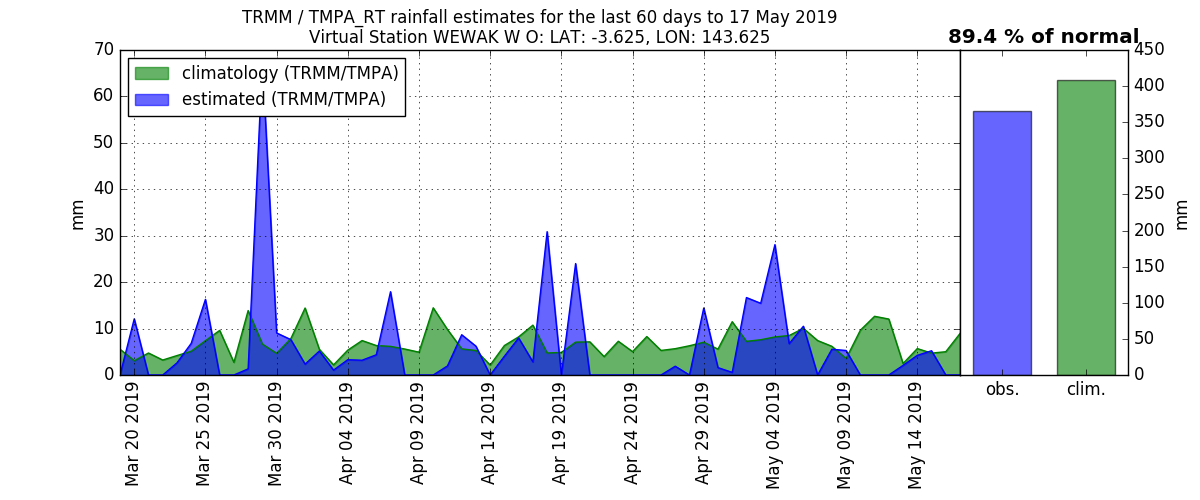 TRMM / TMPA_RT rainfall estimates for the last 60 days to 17 May 2019
Virtual Station WEWAK W O: LAT: -3.625, LON: 143.625
89.4 % of normal
climatology (TRMM/TMPA)
estimated (TRMM/TMPA)
70
60
50
40
30
20
10
0
mm
Mar 20 2019
Mar 25 2019
Mar 30 2019
Apr 04 2019
Apr 09 2019
Apr 14 2019
Apr 19 2019
Apr 24 2019
Apr 29 2019
May 04 2019
May 09 2019
May 14 2019
obs.
clim.
450
400
350
300
250
200
150
100
50
0
mm